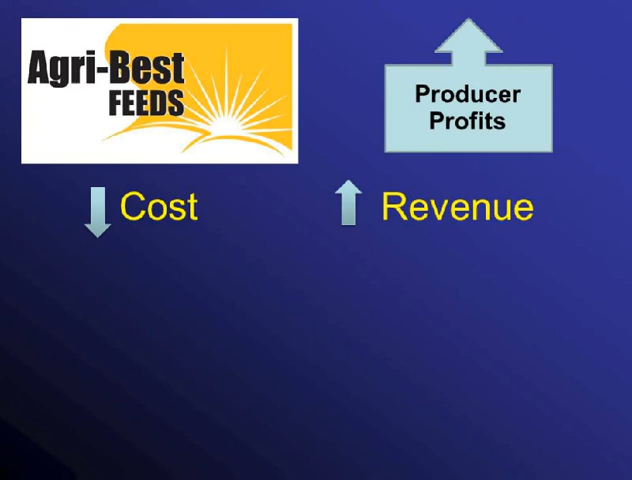 Agri-Best
FEEDS
Producer
Profits
Cost
Revenue